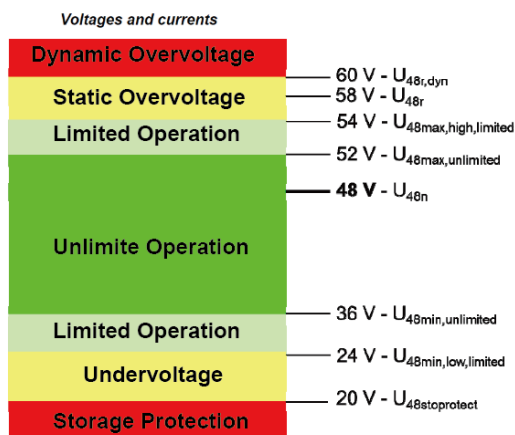 Voltages and currents
Dynamic Overvoltage
60 V - U48r,dyn
Static Overvoltage
58 V - U48r
54 V - U48max,high,limited
Limited Operation
52 V - U48max,unlimited
48 V - U48n
Unlimite Operation
36 V - U48min,unlimited
Limited Operation
24 V - U48min,low,limited
Undervoltage
20 V - U48stoprotect
Storage Protection